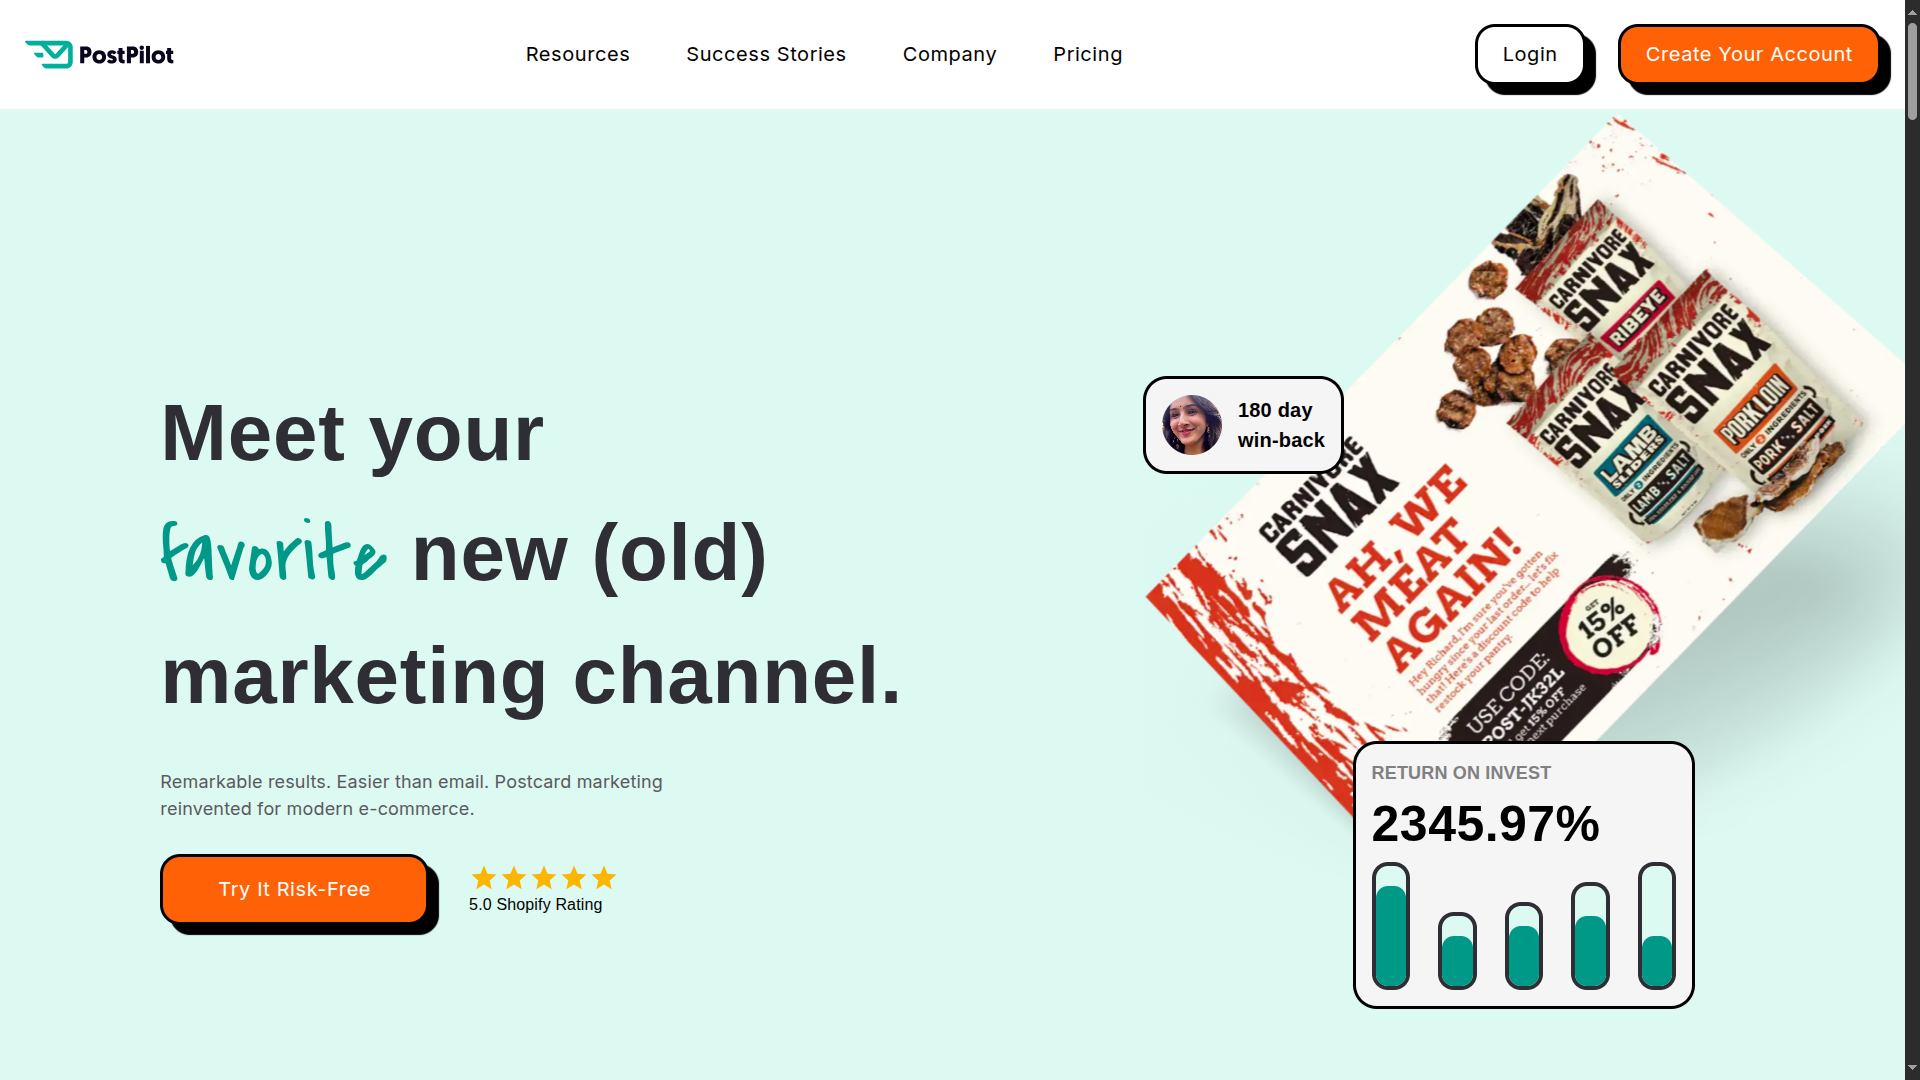 PostPilot
Resources
Success Stories
Company
Pricing
Login
Create Your Account
Meet your
favorite new (old)
marketing channel.
Remarkable results. Easier than email. Postcard marketing
reinvented for modern e-commerce.
Try It Risk-Free
5.0 Shopify Rating
180 day
win-back
CARNIVORE
SNAX
RIBEYE
CARNIVORE
SNAX
LAMB
SLIDERS
ONLY 2 INGREDIENTS
LAMB SALT
CARNIVORE
SNAX
PORK LOIN
ONLY 2 INGREDIENTS
PORK SALT
CARNIVORE
SNAX
AH, WE
MEAT
AGAIN!
Hey Richard, I'm sure you've gotten
hungry since your last order... let's fix
that! Here's a discount code to help
restock your pantry.
GET
15%
OFF
USE CODE:
POST-JK32L
get 15% OFF
next purchase
RETURN ON INVEST
2345.97%